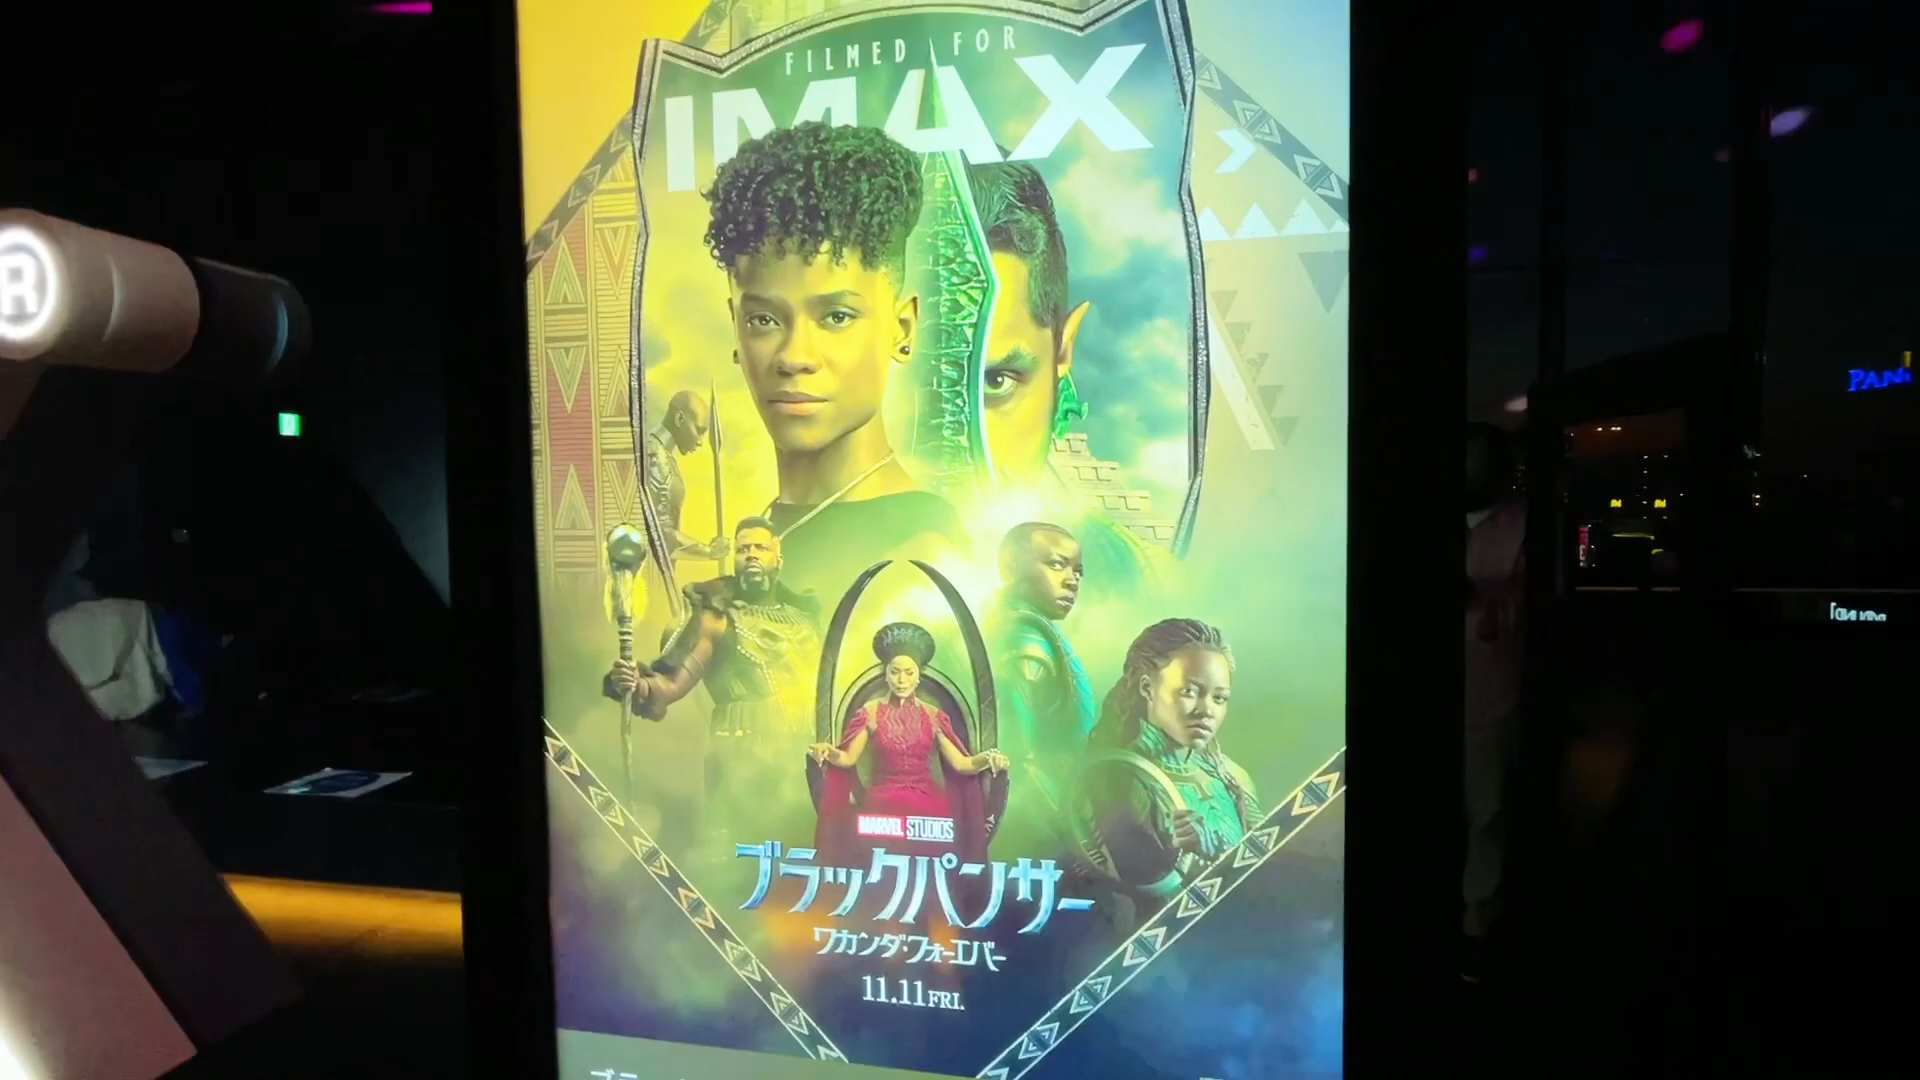 FILMED FOR
IMAX
MARVEL STUDIOS
ブラックパンサー
ワカンダ・フォーエバー
11.11 FRI.
R